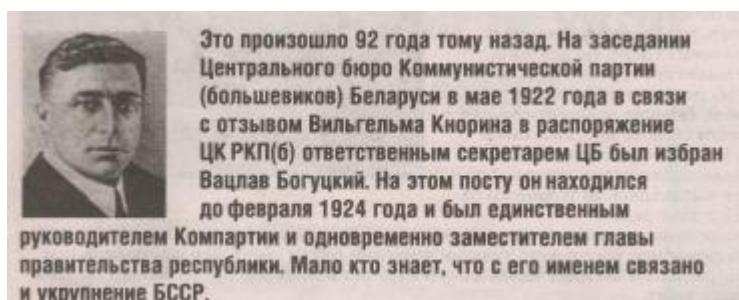 Это произошло 92 года тому назад. На заседании
Центрального бюро Коммунистической партии
(большевиков) Беларуси в мае 1922 года в связи
с отзывом Вильгельма Кнорина в распоряжение
ЦК РКП(б) ответственным секретарем ЦБ был избран
Вацлав Богуцкий. На этом посту он находился
до февраля 1924 года и был единственным
руководителем Компартии и одновременно заместителем главы
правительства республики. Мало кто знает, что с его именем связано
и укрупнение БССР.